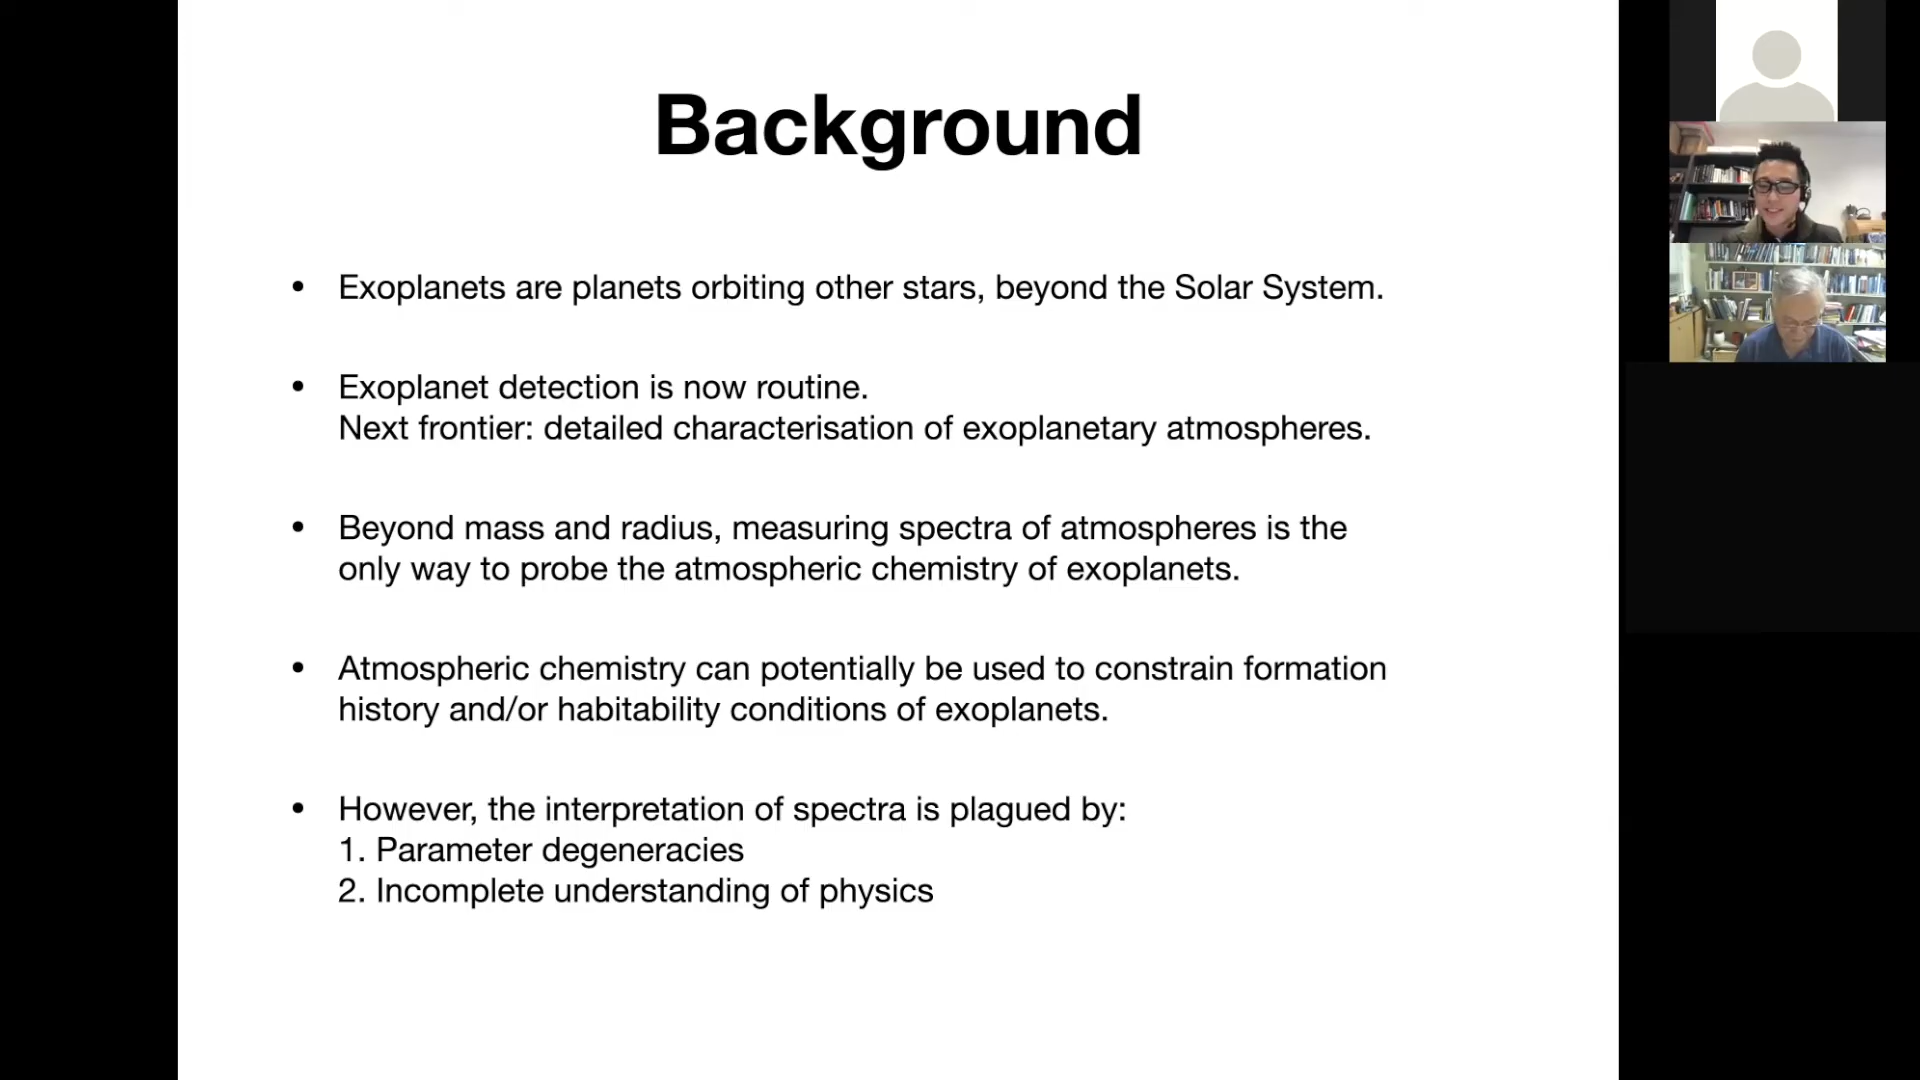 Background
• Exoplanets are planets orbiting other stars, beyond the Solar System.
• Exoplanet detection is now routine.
Next frontier: detailed characterisation of exoplanetary atmospheres.
• Beyond mass and radius, measuring spectra of atmospheres is the
only way to probe the atmospheric chemistry of exoplanets.
• Atmospheric chemistry can potentially be used to constrain formation
history and/or habitability conditions of exoplanets.
• However, the interpretation of spectra is plagued by:
1. Parameter degeneracies
2. Incomplete understanding of physics